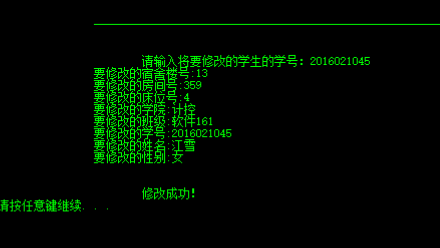 请输入将要修改的学生的学号: 2016021045
要修改的宿舍楼号:13
要修改的房间号:359
要修改的床位号:4
要修改的学院:计控
要修改的班级:软件161
要修改的学号:2016021045
要修改的姓名:江雪
要修改的性别:女
修改成功!
请按任意键继续. . .